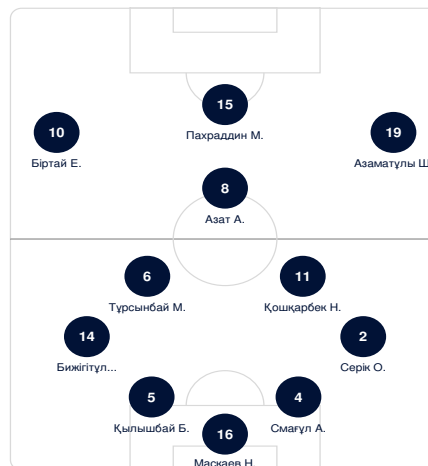 15
Пахраддин М.
10
Біртай Е.
19
Азаматұлы Ш
8
Азат А.
6
Тұрсынбай М.
11
Қошқарбек Н.
14
Бижігітұл...
2
Серік О.
5
Қылышбай Б.
4
Смағұл А.
16
Маскаев Н.